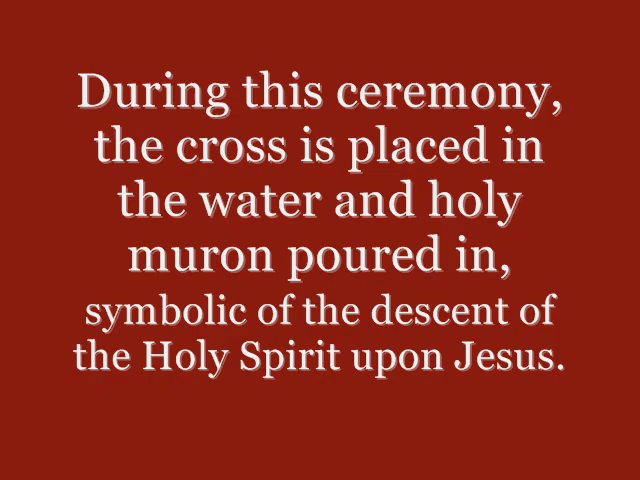 During this ceremony,
the cross is placed in
the water and holy
muron poured in,
symbolic of the descent of
the Holy Spirit upon Jesus.